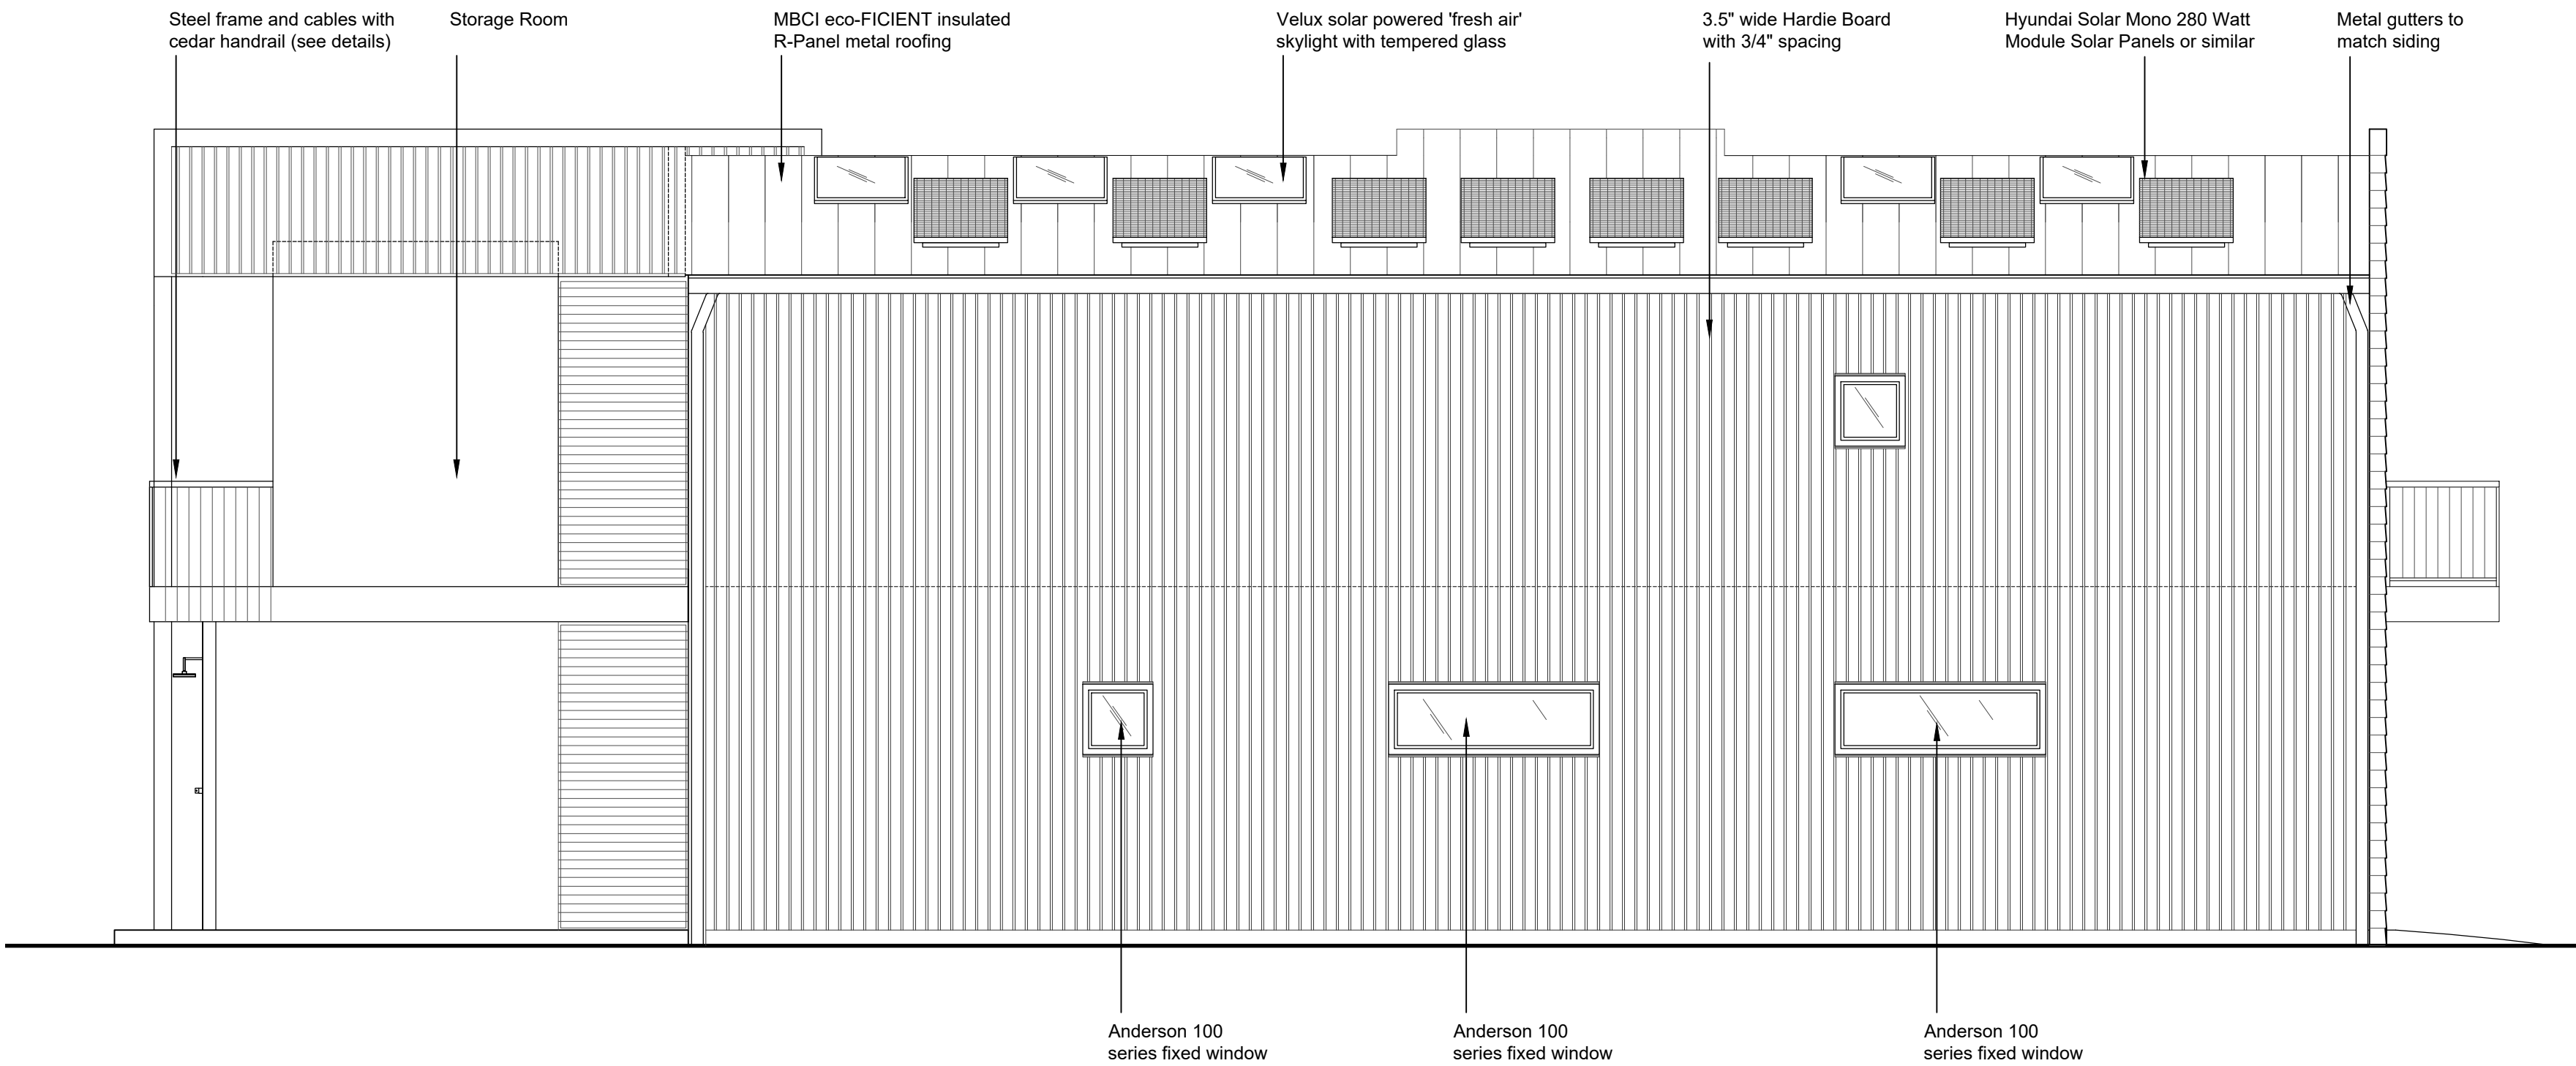 Steel frame and cables with
cedar handrail (see details)
Storage Room
MBCI eco-FICIENT insulated
R-Panel metal roofing
Velux solar powered 'fresh air'
skylight with tempered glass
3.5" wide Hardie Board
with 3/4" spacing
Hyundai Solar Mono 280 Watt
Module Solar Panels or similar
Metal gutters to
match siding
Anderson 100
series fixed window
Anderson 100
series fixed window
Anderson 100
series fixed window